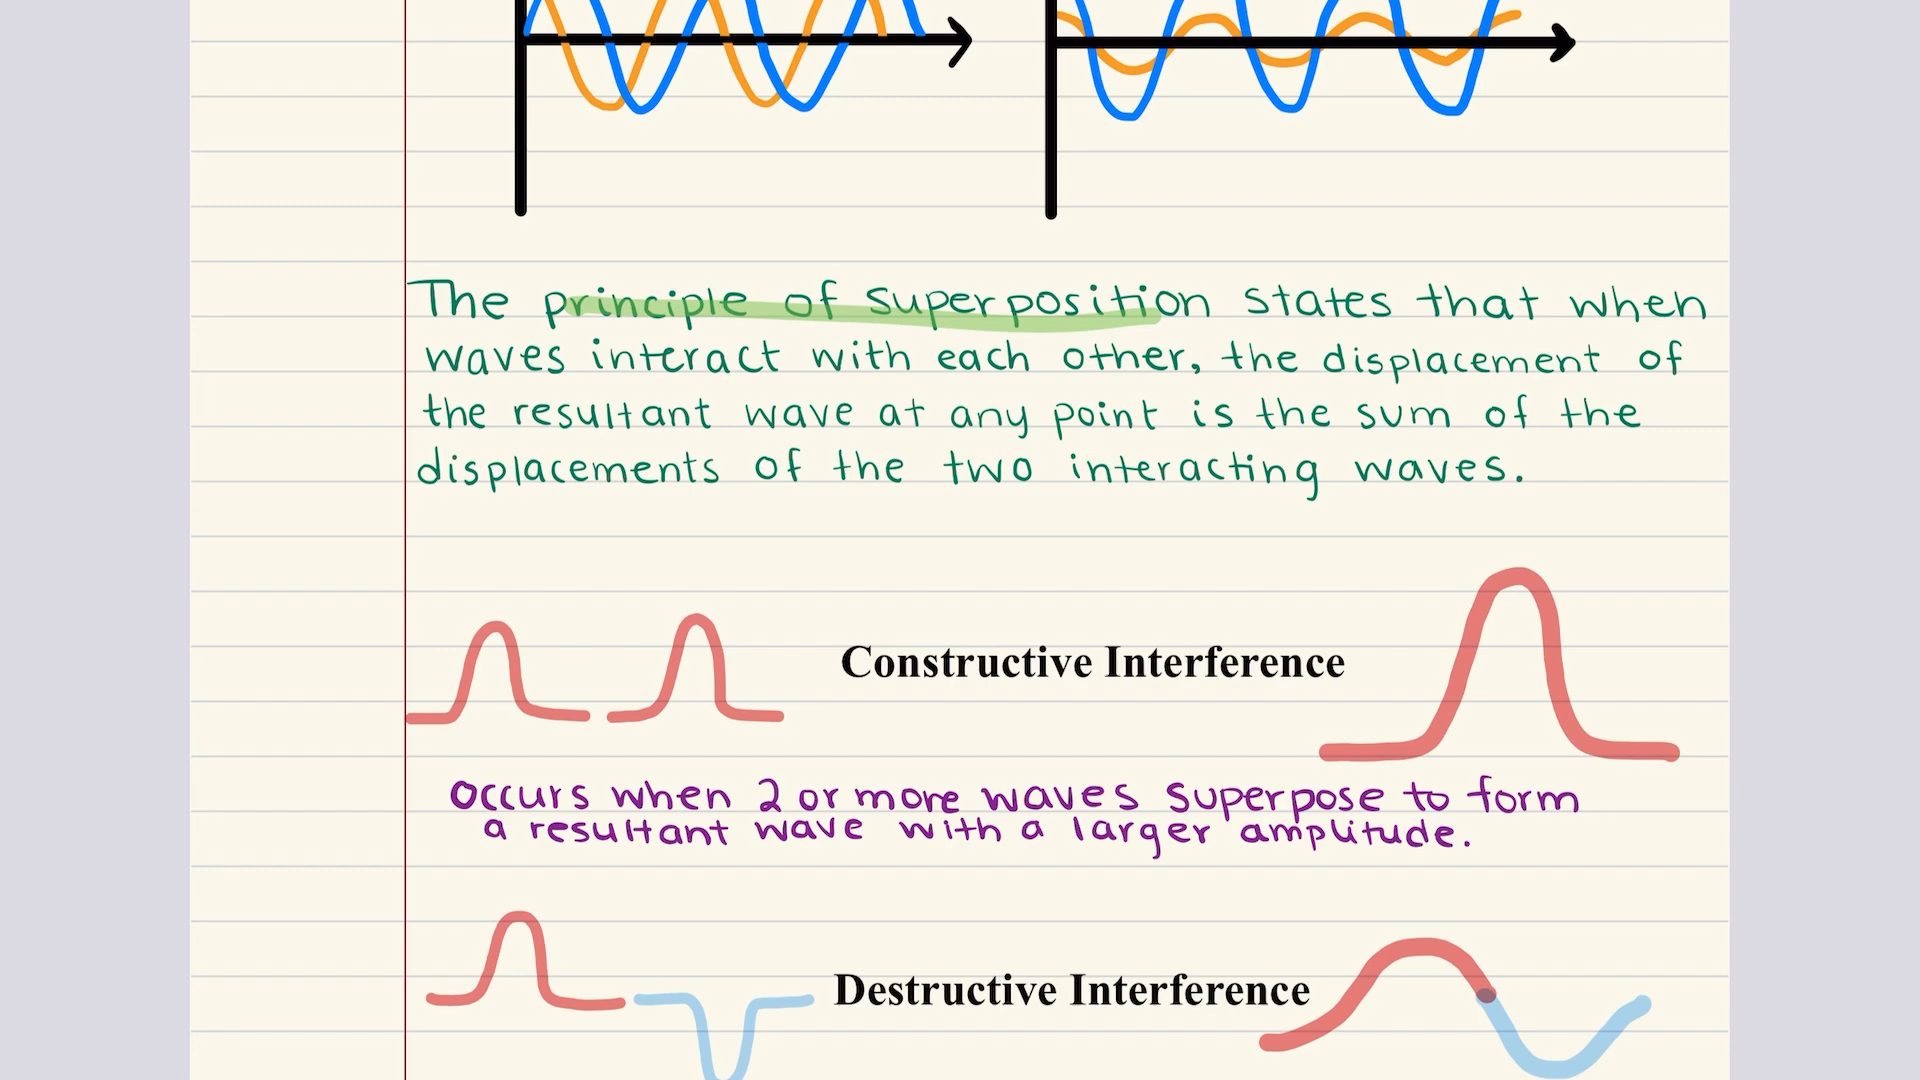 The principle of superposition states that when
waves interact with each other, the displacement of
the resultant wave at any point is the sum of the
displacements of the two interacting waves.
Constructive Interference
Occurs when 2 or more waves superpose to form
a resultant wave with a larger amplitude.
Destructive Interference